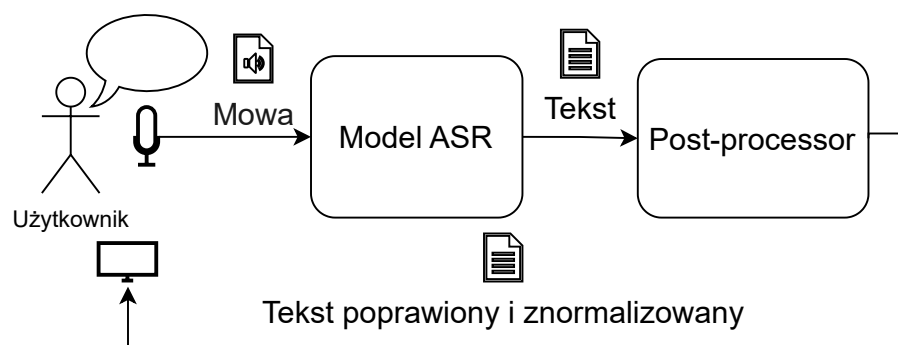 Mowa
Model ASR
Tekst
Post-processor
Użytkownik
Tekst poprawiony i znormalizowany